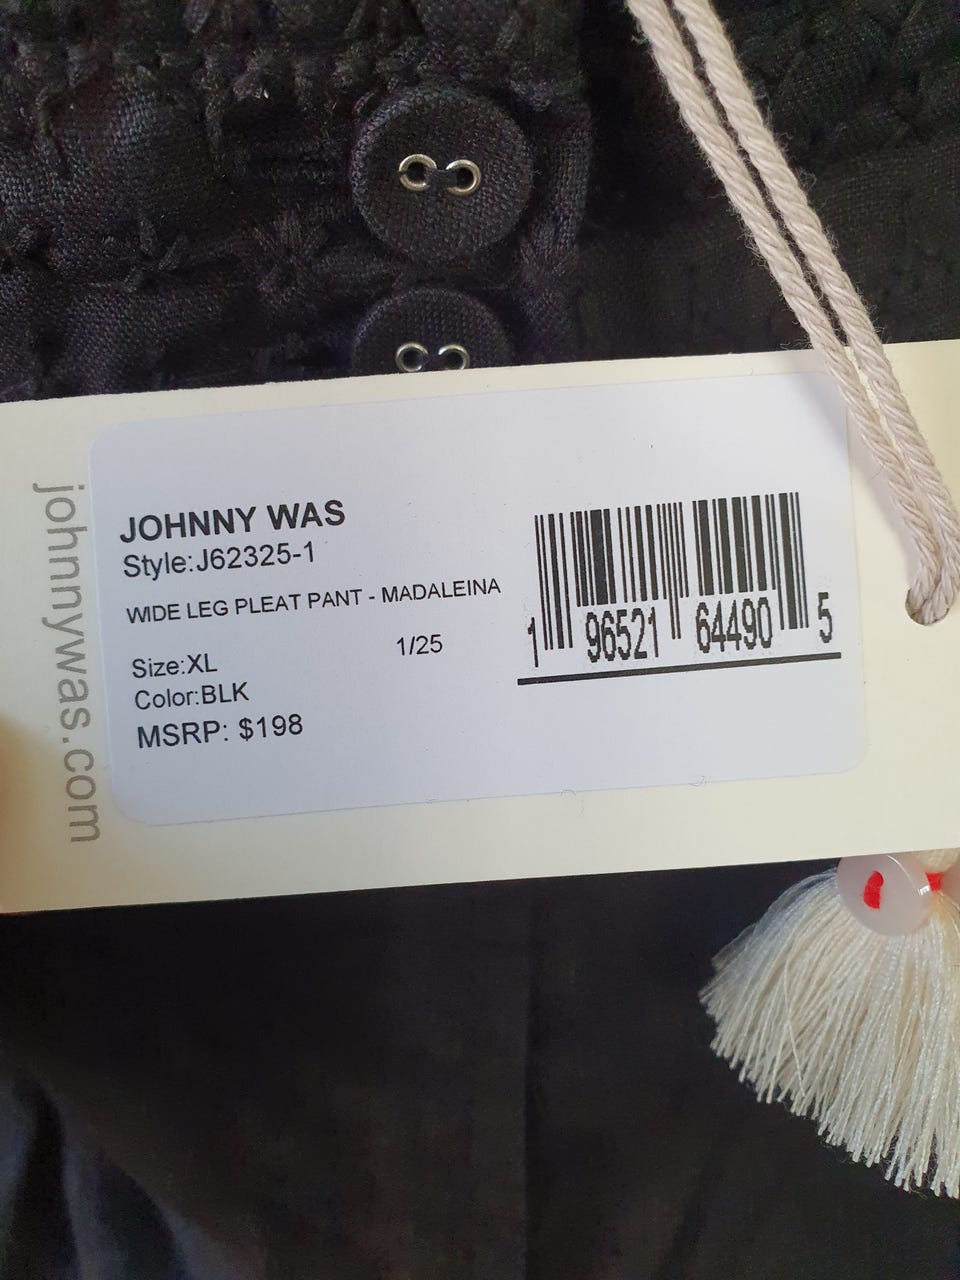 johnnywas.com
JOHNNY WAS
Style:J62325-1
WIDE LEG PLEAT PANT - MADALEINA
1/25
Size:XL
Color:BLK
MSRP: $198
1 96521 64490 5